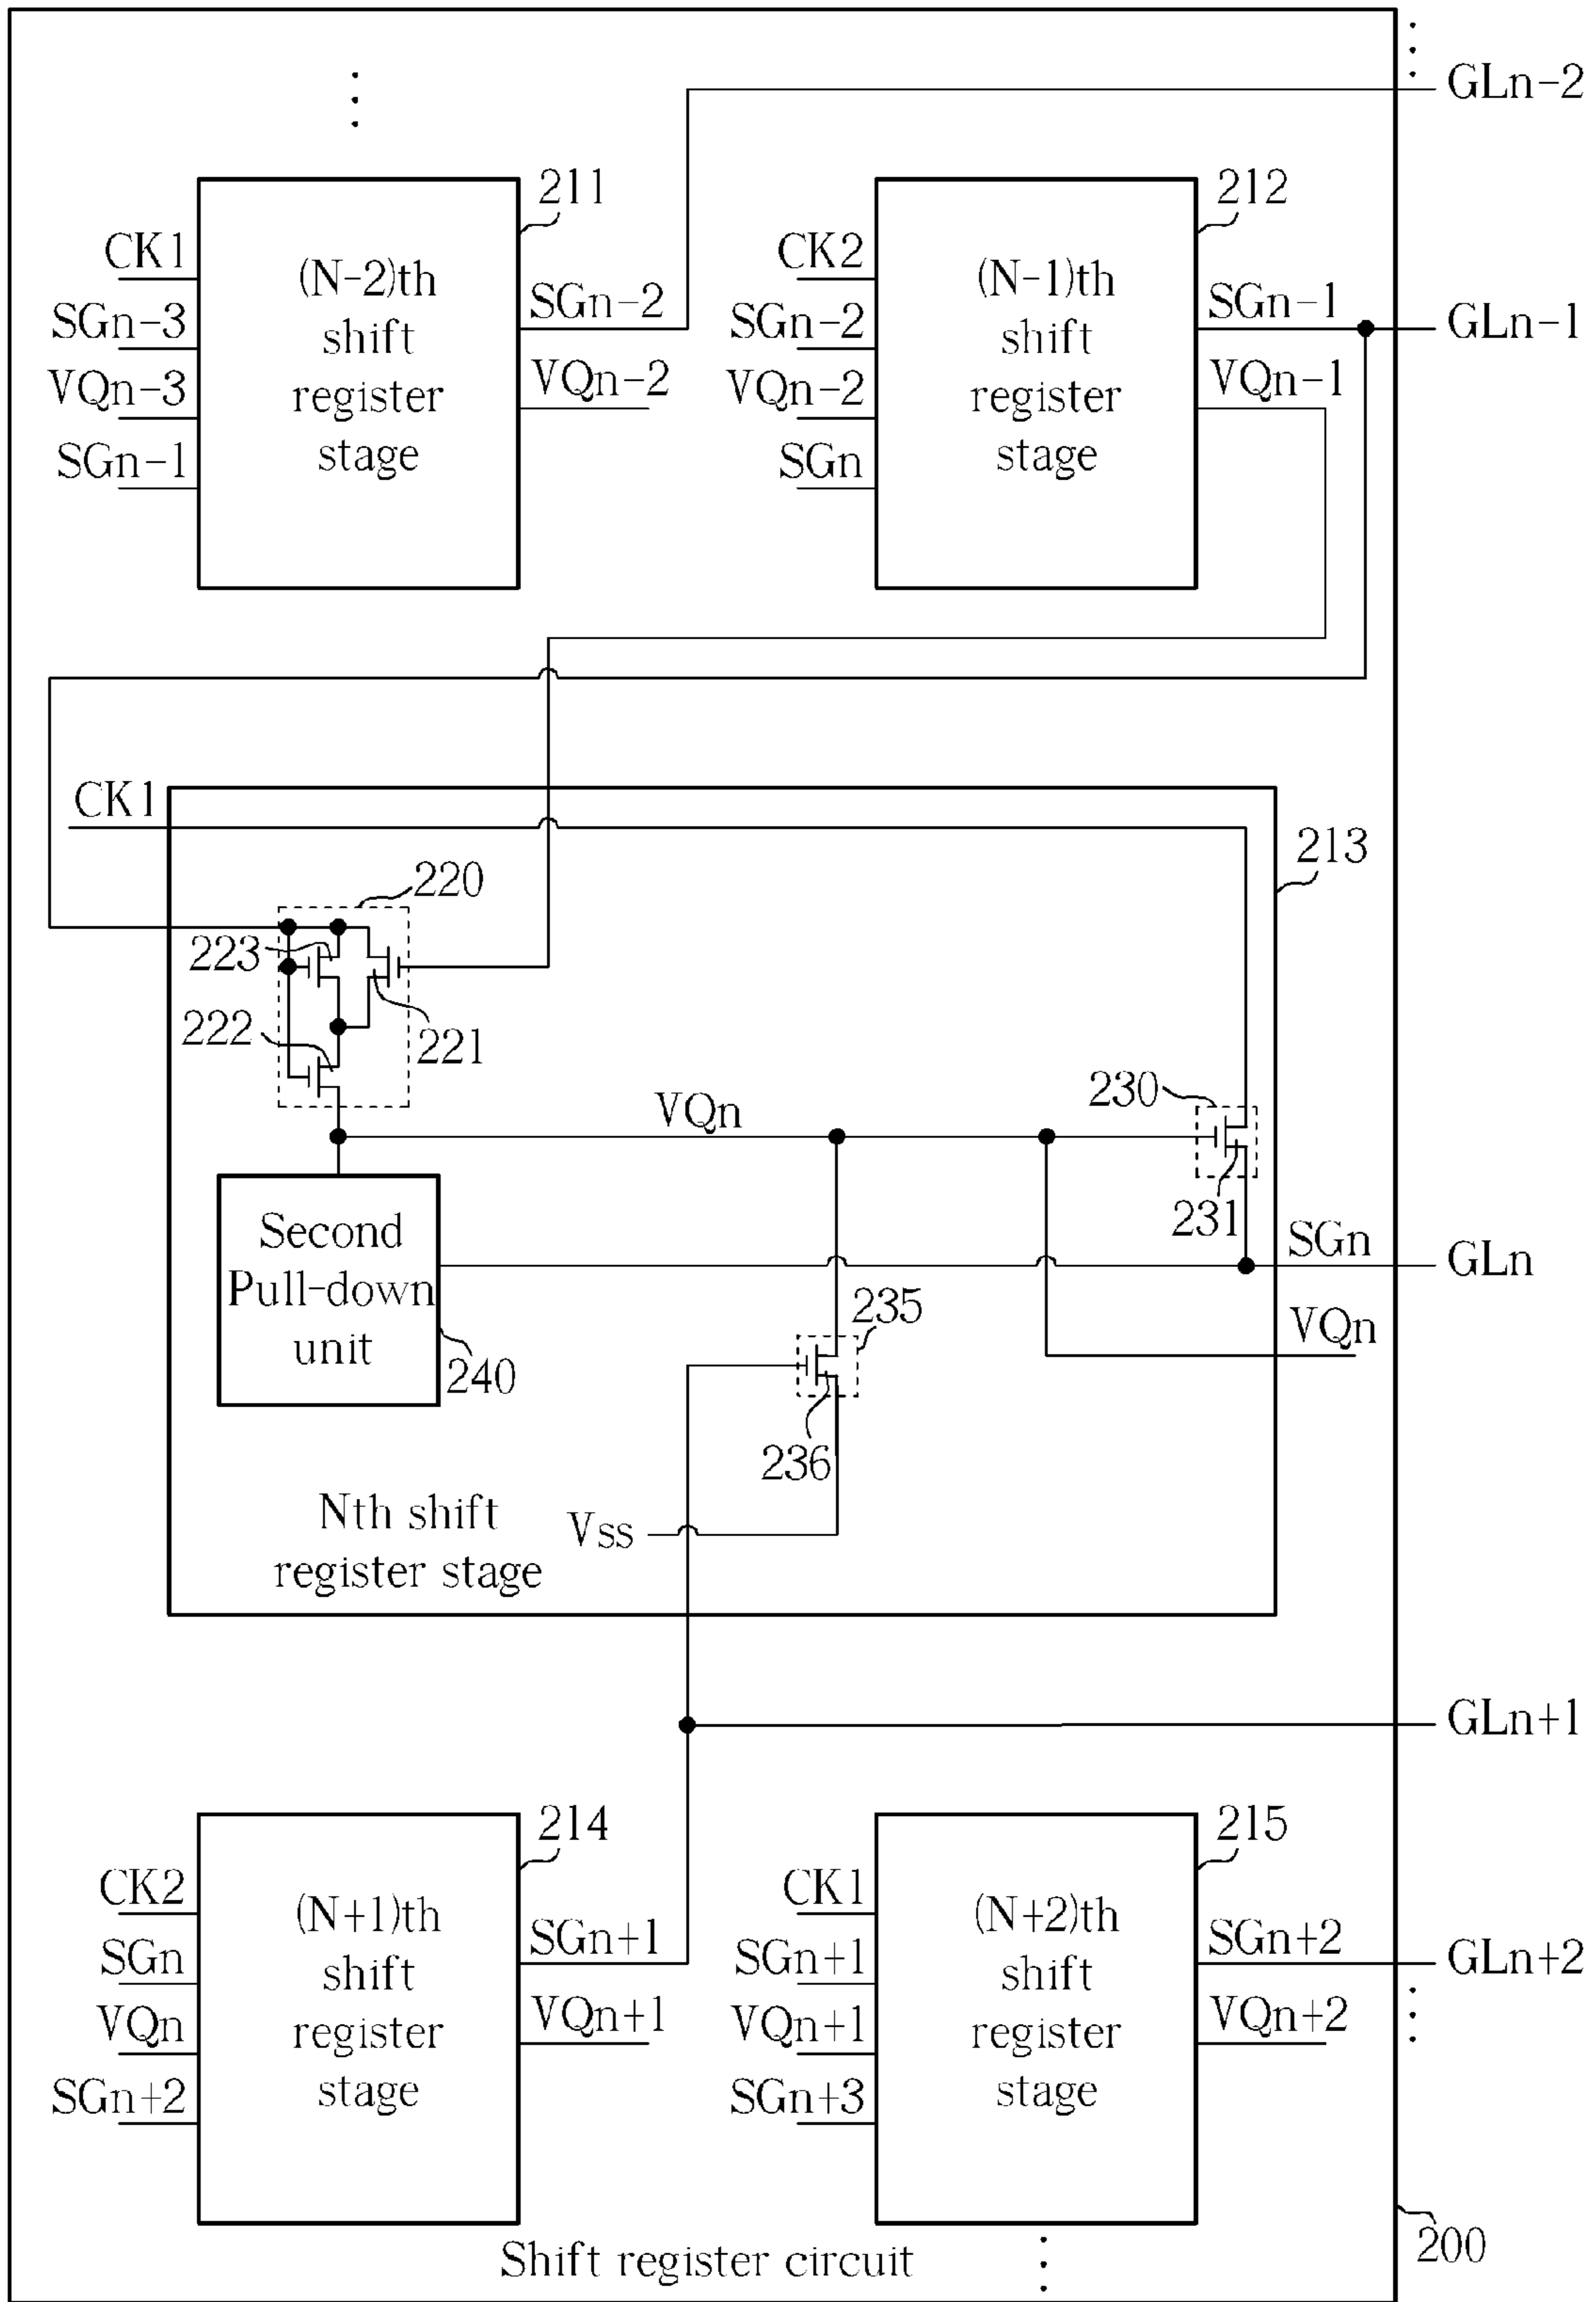 GLn-2
211
212
CK1
SGn-3
VQn-3
SGn-1
(N-2)th
shift
register
stage
SGn-2
VQn-2
CK2
SGn-2
VQn-2
SGn
(N-1)th
shift
register
stage
SGn-1
VQn-1
GLn-1
CK1
213
220
223
222
221
VQn
230
231
Second
Pull-down
unit
240
SGn
GLn
235
VQn
236
Vss
Nth shift
register stage
GLn+1
214
215
CK2
SGn
VQn
SGn+2
(N+1)th
shift
register
stage
SGn+1
VQn+1
CK1
SGn+1
VQn+1
SGn+3
(N+2)th
shift
register
stage
SGn+2
VQn+2
GLn+2
200
Shift register circuit